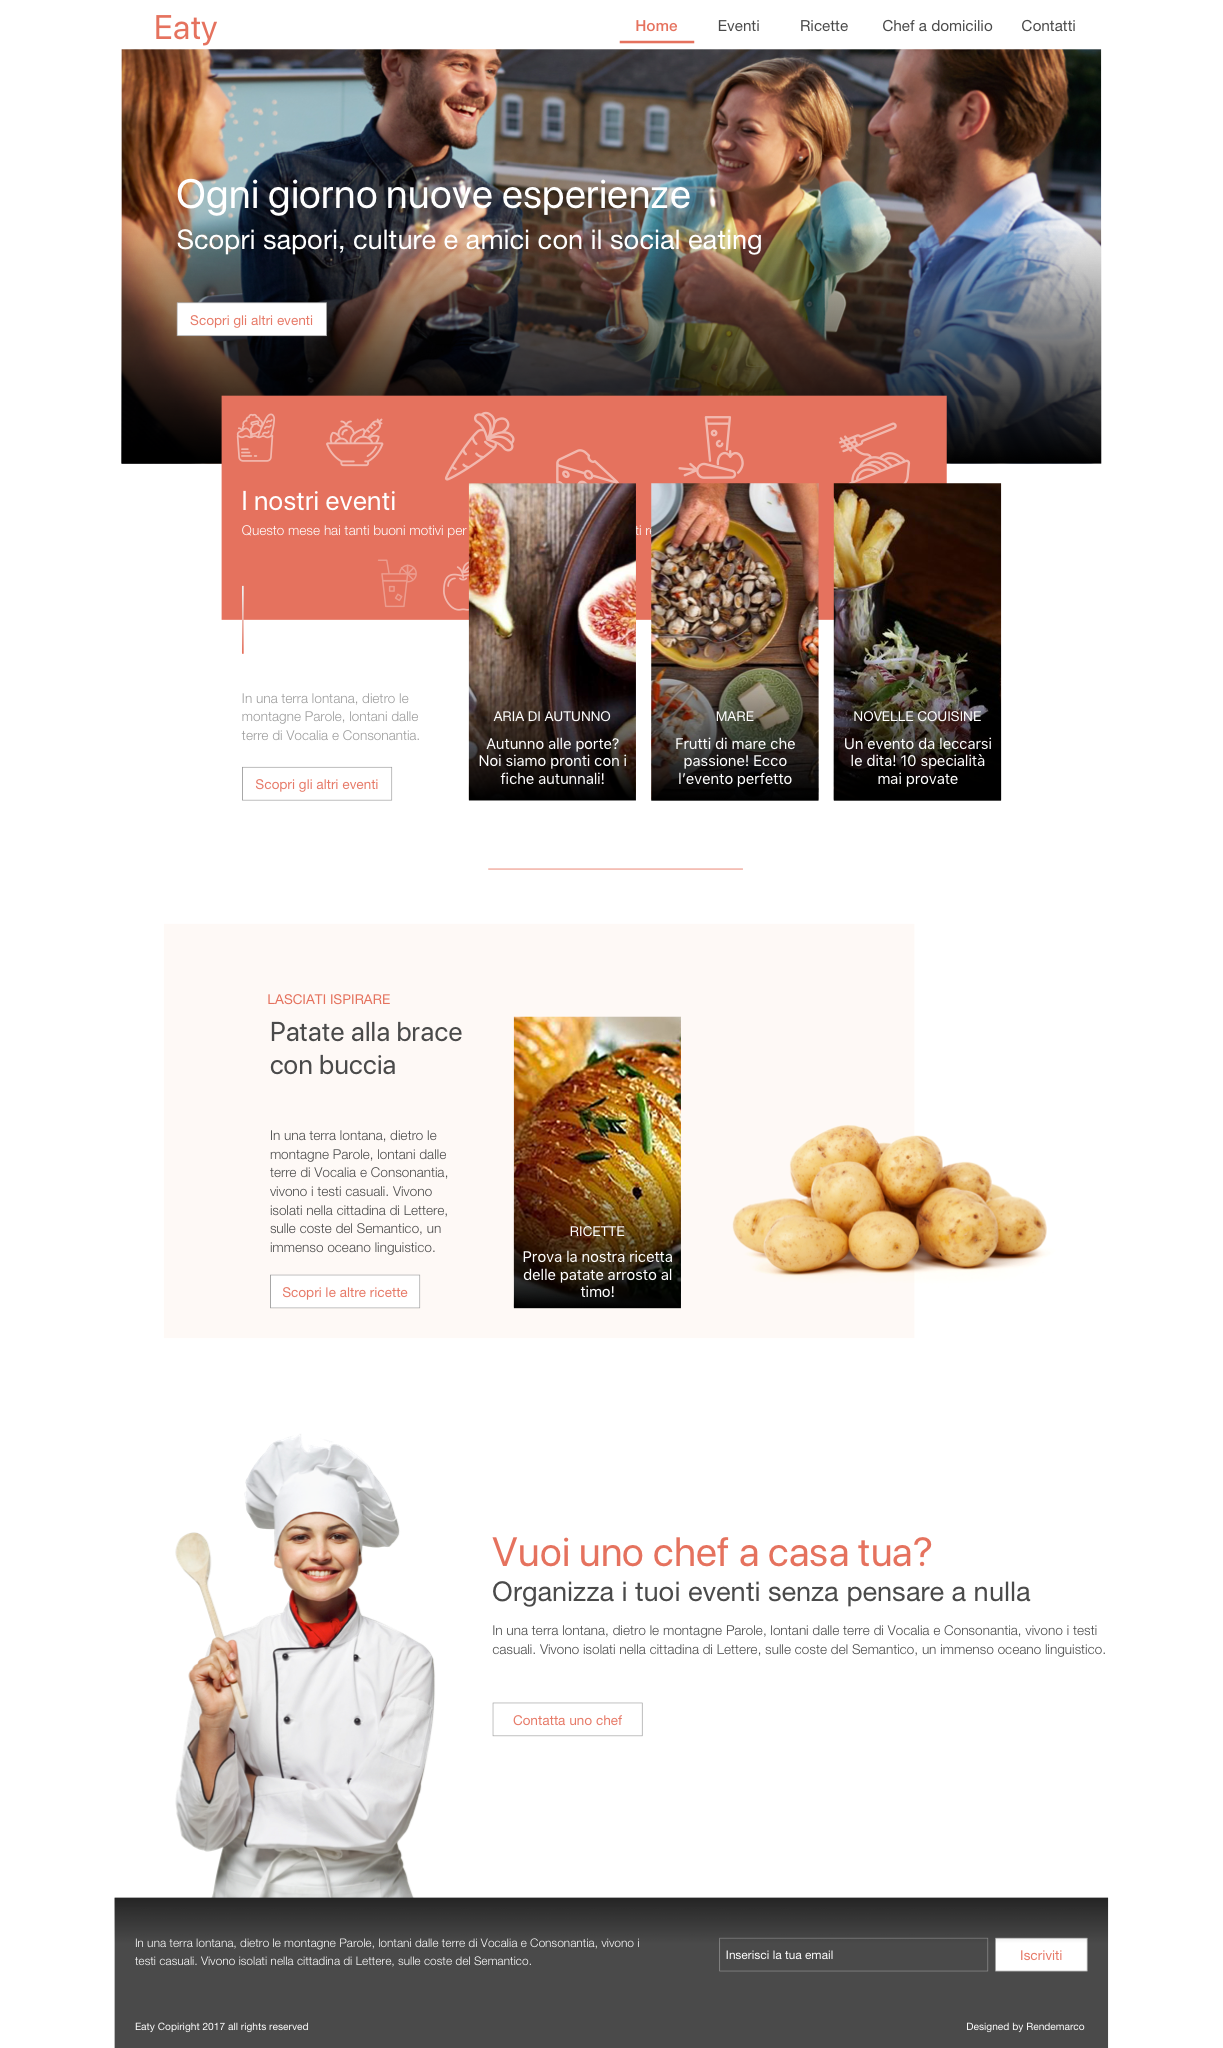 Eaty
Home Eventi Ricette Chef a domicilio Contatti
Ogni giorno nuove esperienze
Scopri sapori, culture e amici con il social eating
Scopri gli altri eventi
I nostri eventi
Questo mese hai tanti buoni motivi per
In una terra lontana, dietro le
montagne Parole, lontani dalle
terre di Vocalia e Consonantia.
Scopri gli altri eventi
ARIA DI AUTUNNO
Autunno alle porte?
Noi siamo pronti con i
fiche autunnali!
MARE
Frutti di mare che
passione! Ecco
l’evento perfetto
NOVELLE COUISINE
Un evento da leccarsi
le dita! 10 specialità
mai provate
LASCIATI ISPIRARE
Patate alla brace
con buccia
In una terra lontana, dietro le
montagne Parole, lontani dalle
terre di Vocalia e Consonantia,
vivono i testi casuali. Vivono
isolati nella cittadina di Lettere,
sulle coste del Semantico, un
immenso oceano linguistico.
Scopri le altre ricette
RICETTE
Prova la nostra ricetta
delle patate arrosto al
timo!
Vuoi uno chef a casa tua?
Organizza i tuoi eventi senza pensare a nulla
In una terra lontana, dietro le montagne Parole, lontani dalle terre di Vocalia e Consonantia, vivono i testi
casuali. Vivono isolati nella cittadina di Lettere, sulle coste del Semantico, un immenso oceano linguistico.
Contatta uno chef
In una terra lontana, dietro le montagne Parole, lontani dalle terre di Vocalia e Consonantia, vivono i
testi casuali. Vivono isolati nella cittadina di Lettere, sulle coste del Semantico.
Inserisci la tua email
Iscriviti
Eaty Copiright 2017 all rights reserved
Designed by Rendemarco